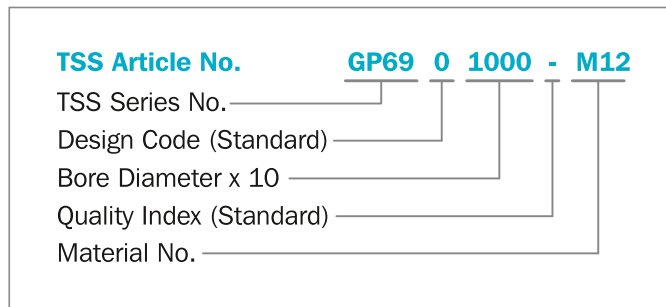 TSS Article No. GP69 0 1000 - M12
TSS Series No.
Design Code (Standard)
Bore Diameter x 10
Quality Index (Standard)
Material No.